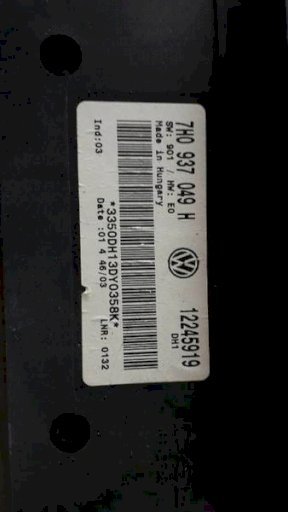 7H0 937 049 H
12245919
SW: 901 / HW: E0
DH1
Made in Hungary
*3350DH13DY0358K*
Ind:03
Date :01 4 46/03
LNR: 0132